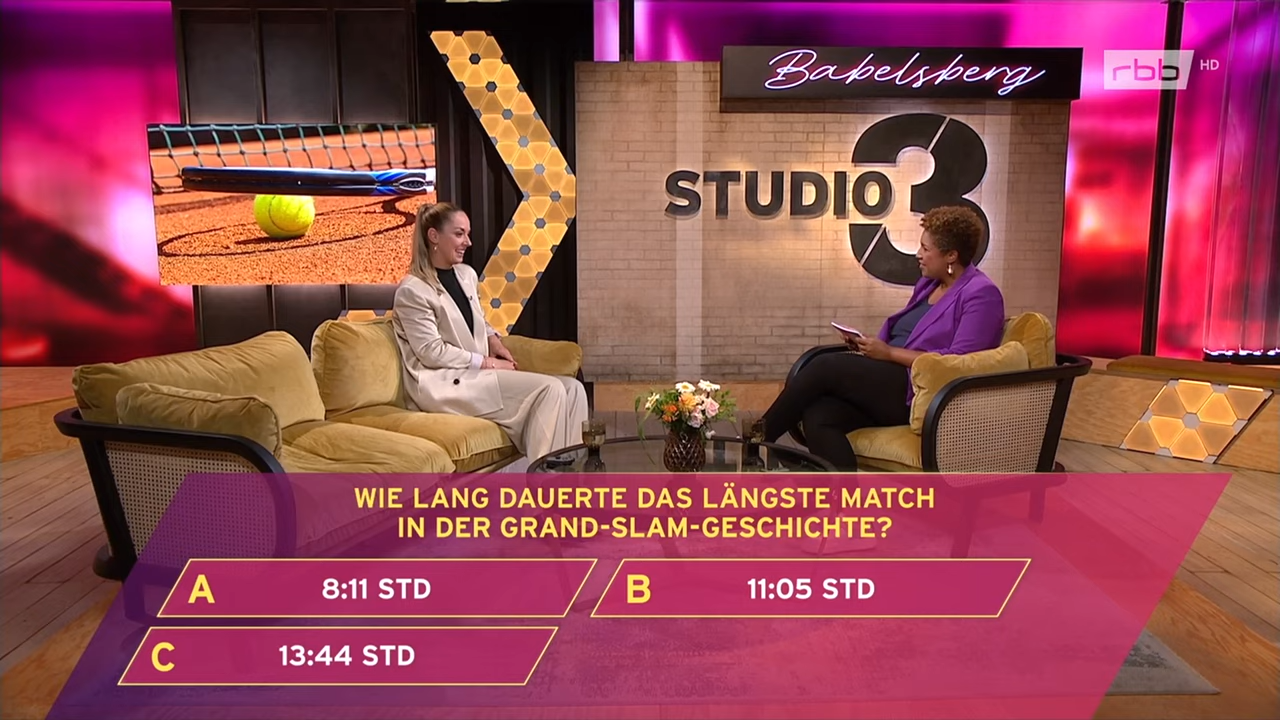 Babelsberg
rbb HD
STUDIO 3
WIE LANG DAUERTE DAS LÄNGSTE MATCH
IN DER GRAND-SLAM-GESCHICHTE?
A 8:11 STD
B 11:05 STD
C 13:44 STD